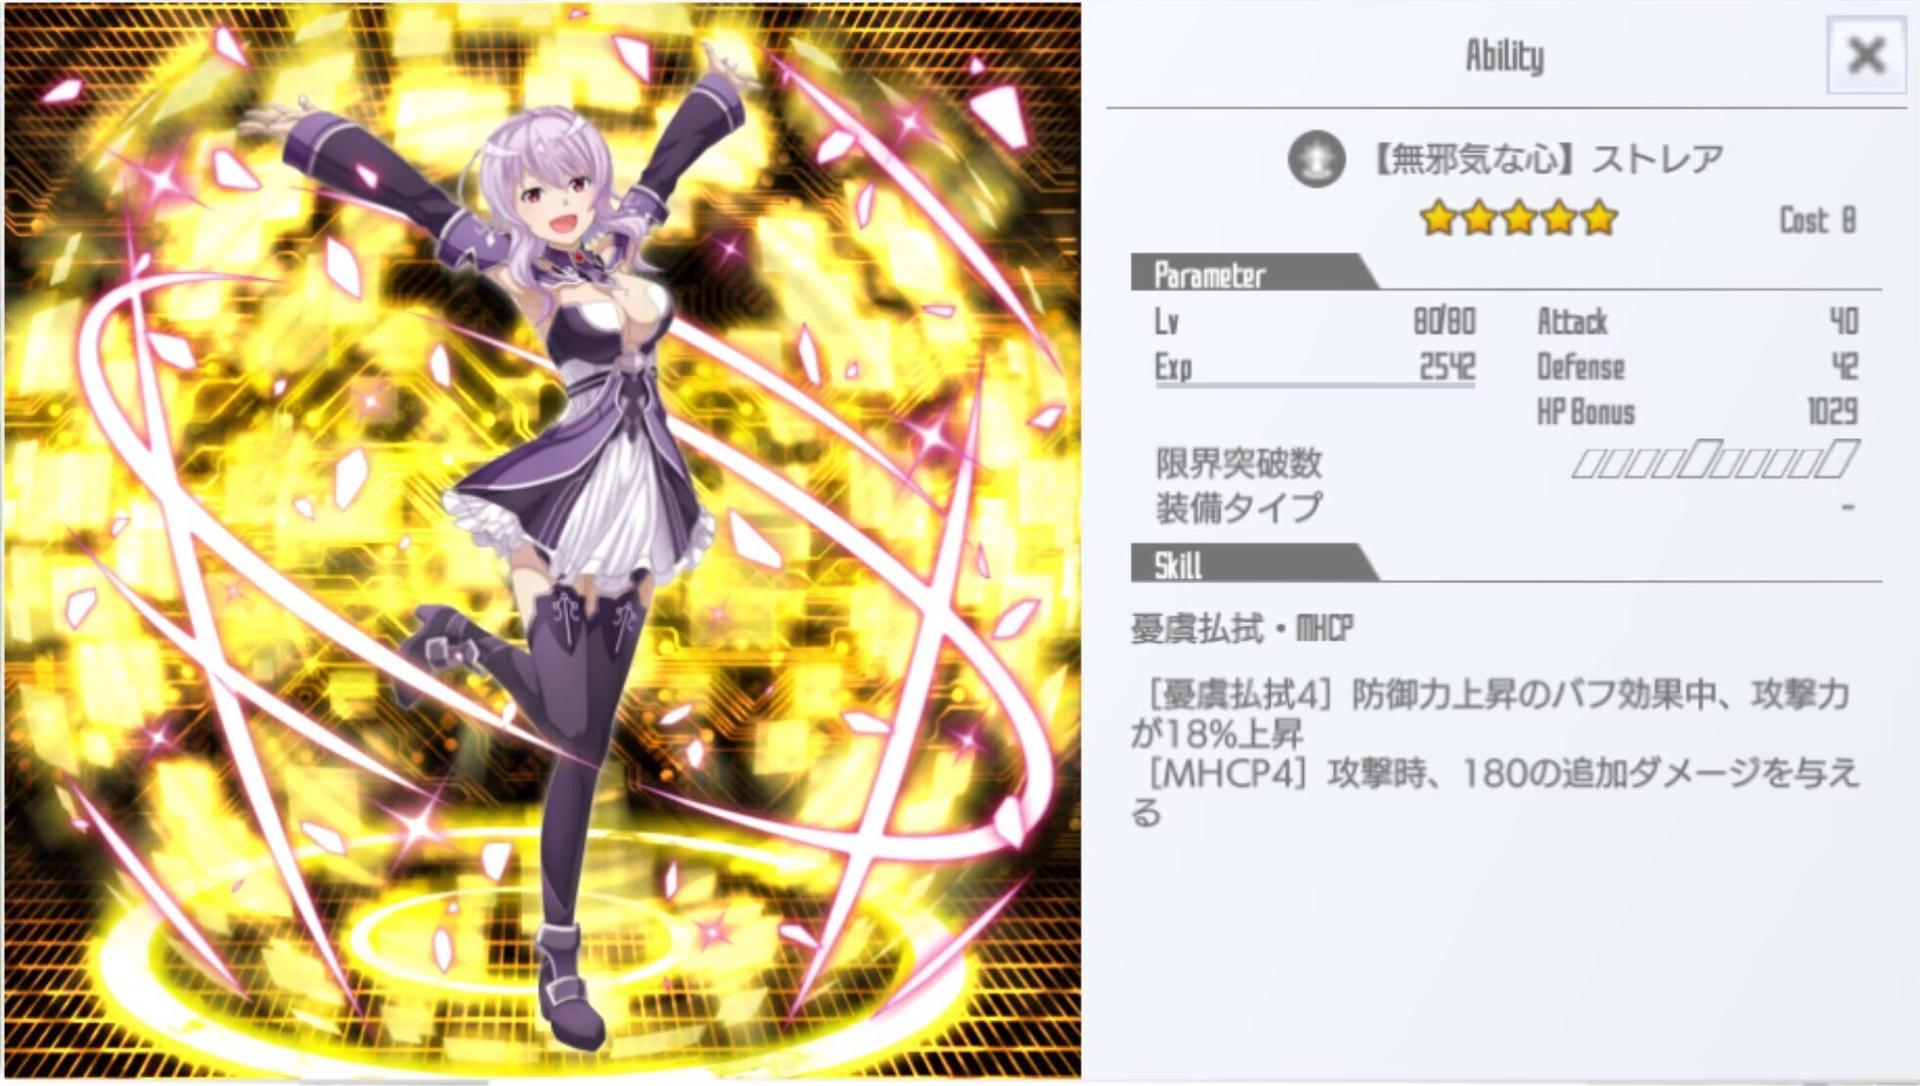 Ability
【無邪気な心】ストレア
Cost 8
Parameter
Lv 80/80 Attack 40
Exp 2542 Defense 42
HP Bonus 1029
限界突破数
装備タイプ -
Skill
憂虞払拭・MHCP
［憂虞払拭4］防御力上昇のバフ効果中、攻撃力
が18%上昇
［MHCP4］攻撃時、180の追加ダメージを与え
る